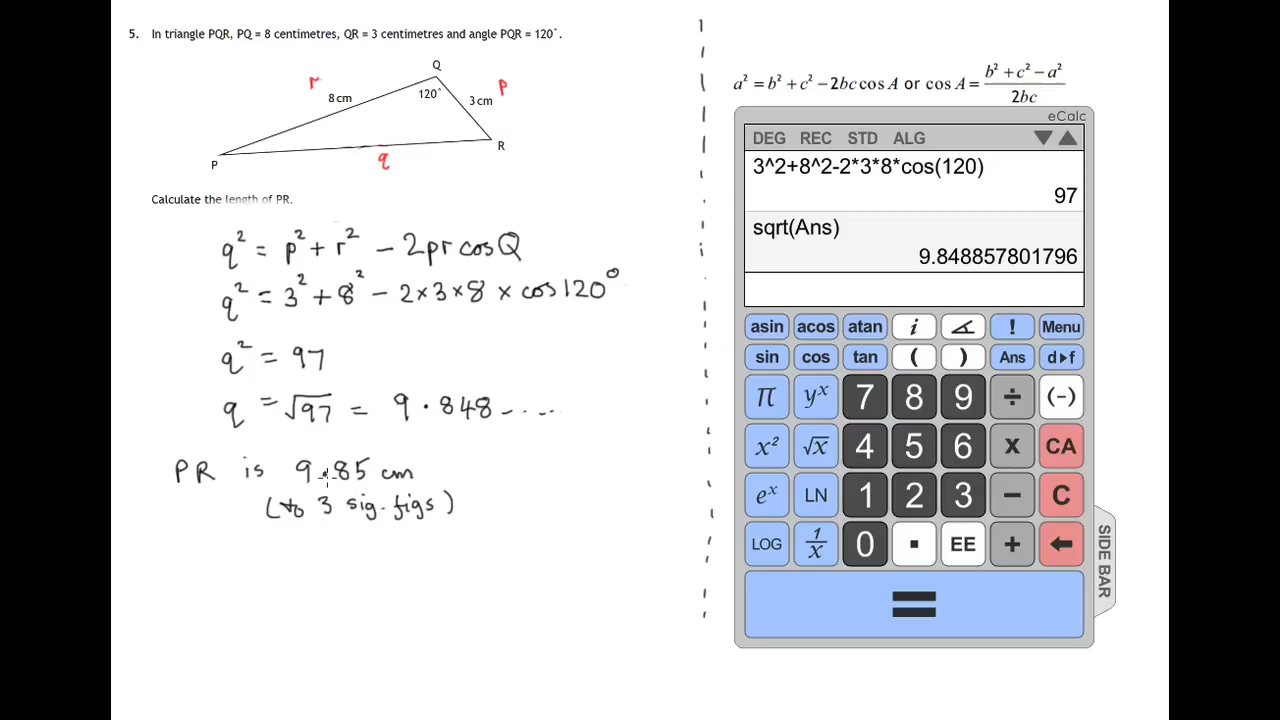 5. In triangle PQR, PQ = 8 centimetres, QR = 3 centimetres and angle PQR = 120°.
Q
r
p
8 cm
120°
3 cm
R
P
q
Calculate the length of PR.
q² = p² + r² − 2pr cos Q
q² = 3² + 8² − 2 × 3 × 8 × cos 120°
q² = 97
q = √97 = 9.848.....
PR is 9.85 cm
(to 3 sig. figs)
a² = b² + c² − 2bc cos A or cos A = (b² + c² − a²)/2bc
eCalc
DEG REC STD ALG
3^2+8^2-2*3*8*cos(120)
97
sqrt(Ans)
9.848857801796
asin acos atan i ∠ ! Menu
sin cos tan ( ) Ans d▸f
π yˣ 7 8 9 ÷ (-)
x² √x 4 5 6 x CA
eˣ LN 1 2 3 − C
LOG 1/x 0 . EE + ←
=
SIDE BAR